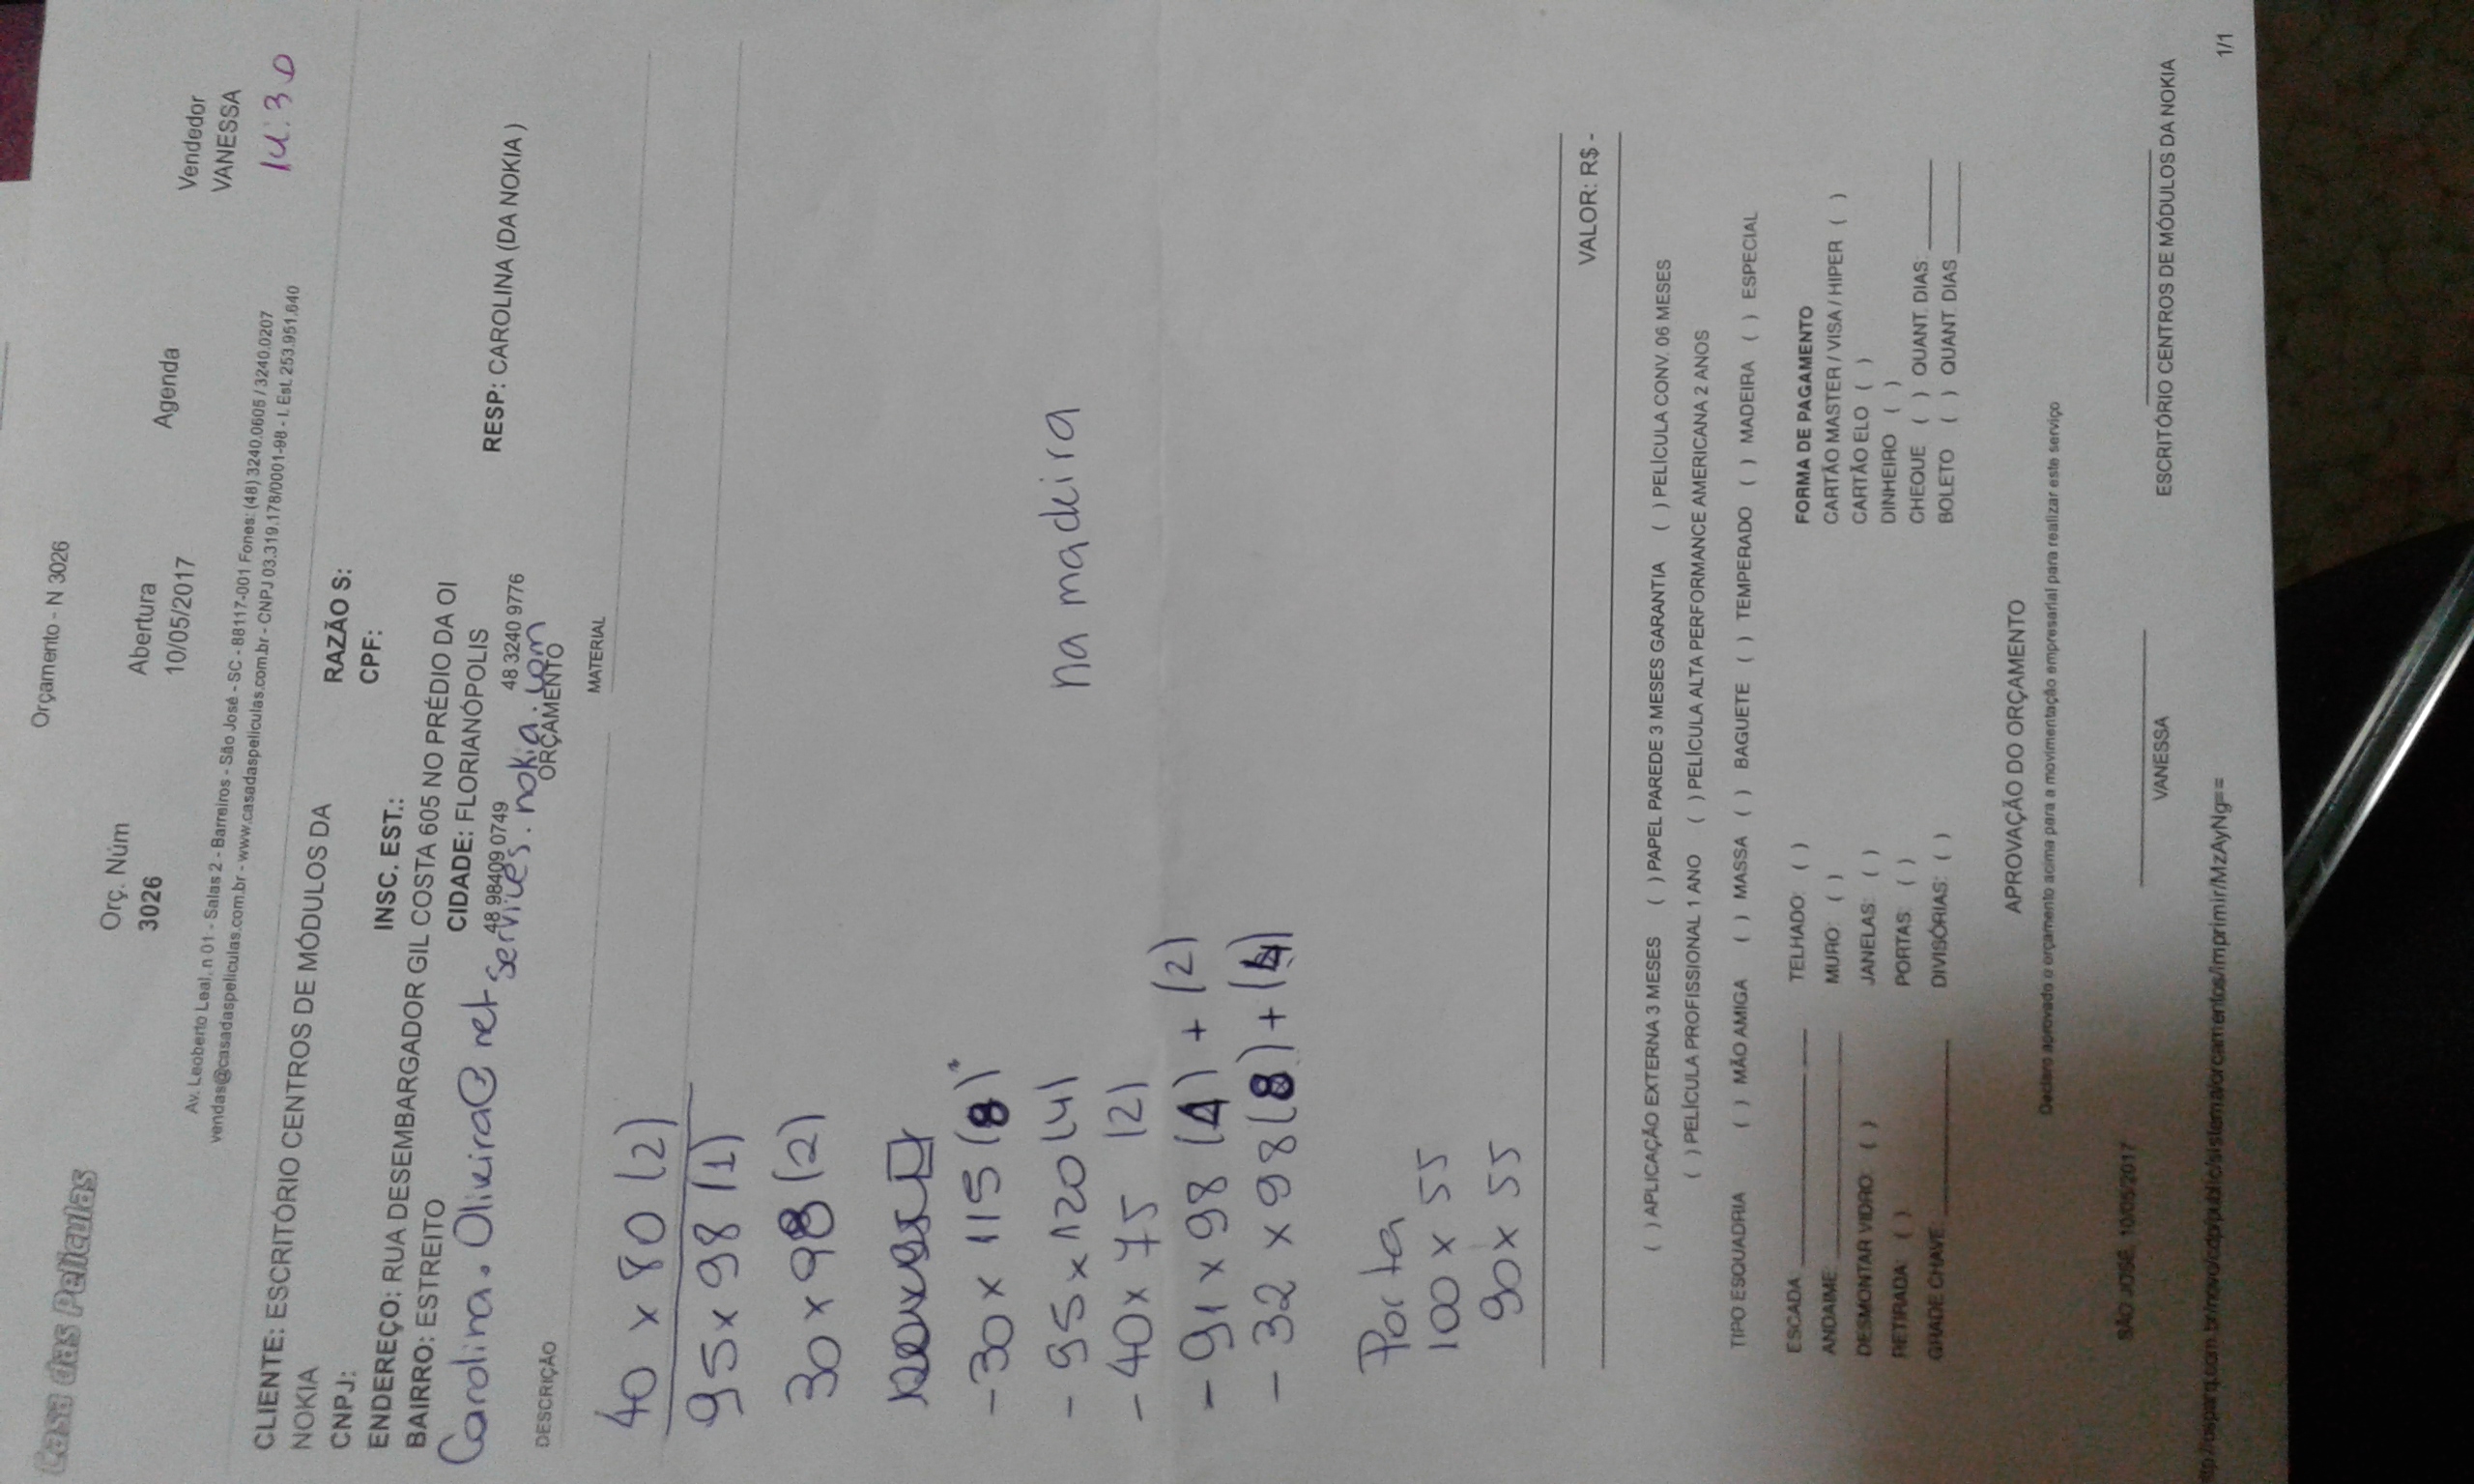 Orçamento - N 3026
Casa das Películas
Orç. Núm Abertura Agenda Vendedor
3026 10/05/2017 VANESSA
14:30
Av. Leoberto Leal, n 01 - Salas 2 - Barreiros - São José - SC - 88117-001 Fones: (48) 3240.0605 / 3240.0207
vendas@casadaspeliculas.com.br - www.casadaspeliculas.com.br - CNPJ 03.319.178/0001-98 - I. Est. 253.951.640
CLIENTE: ESCRITÓRIO CENTROS DE MÓDULOS DA RAZÃO S:
NOKIA
CNPJ: INSC. EST.: CPF:
ENDEREÇO: RUA DESEMBARGADOR GIL COSTA 605 NO PRÉDIO DA OI
BAIRRO: ESTREITO CIDADE: FLORIANÓPOLIS RESP: CAROLINA (DA NOKIA)
48 98409 0749 48 3240 9776
Carolina.Oliveira@net
services.nokia.com
ORÇAMENTO
DESCRIÇÃO MATERIAL
40 x 80 (2)
95 x 98 (1)
30 x 98 (2)
- 30 x 115 (8)
- 95 x 120 (4) na madeira
- 40 x 75 (2)
- 91 x 98 (4) + (2)
- 32 x 98 (8) + (4)
Porta
100 x 55
90 x 55
VALOR: R$ -
( ) APLICAÇÃO EXTERNA 3 MESES ( ) PAPEL PAREDE 3 MESES GARANTIA ( ) PELÍCULA CONV. 06 MESES
( ) PELÍCULA PROFISSIONAL 1 ANO ( ) PELÍCULA ALTA PERFORMANCE AMERICANA 2 ANOS
TIPO ESQUADRIA ( ) MÃO AMIGA ( ) MASSA ( ) BAGUETE ( ) TEMPERADO ( ) MADEIRA ( ) ESPECIAL
ESCADA: TELHADO: ( ) FORMA DE PAGAMENTO
ANDAIME: MURO: ( ) CARTÃO MASTER / VISA / HIPER ( )
DESMONTAR VIDRO: ( ) JANELAS: ( ) CARTÃO ELO ( )
RETIRADA: ( ) PORTAS: ( ) DINHEIRO ( )
GRADE CHAVE: DIVISÓRIAS: ( ) CHEQUE ( ) QUANT. DIAS:
BOLETO ( ) QUANT. DIAS
APROVAÇÃO DO ORÇAMENTO
Declaro aprovado o orçamento acima para a movimentação empresarial para realizar este serviço
SÃO JOSÉ, 10/05/2017
VANESSA ESCRITÓRIO CENTROS DE MÓDULOS DA NOKIA
1/1